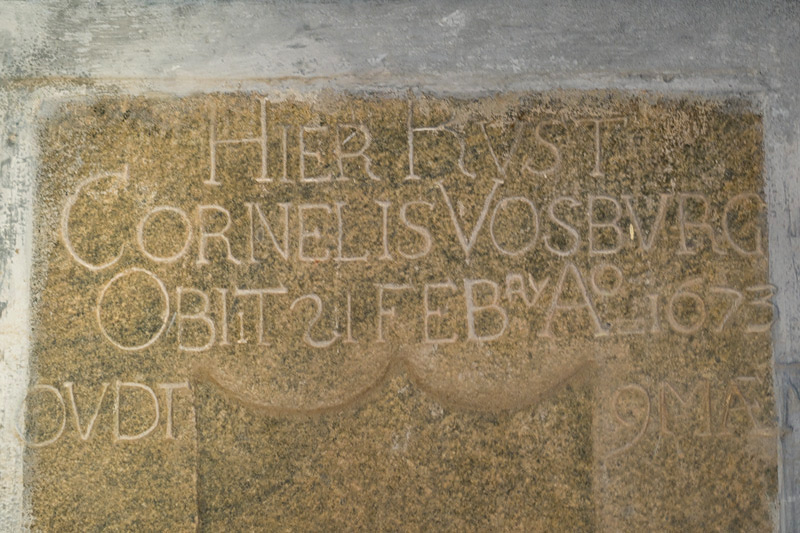 HIER RVST
CORNELIS VOSBVRG
OBIIT 21 FEBRY AO 1673
OVDT 9 MAN